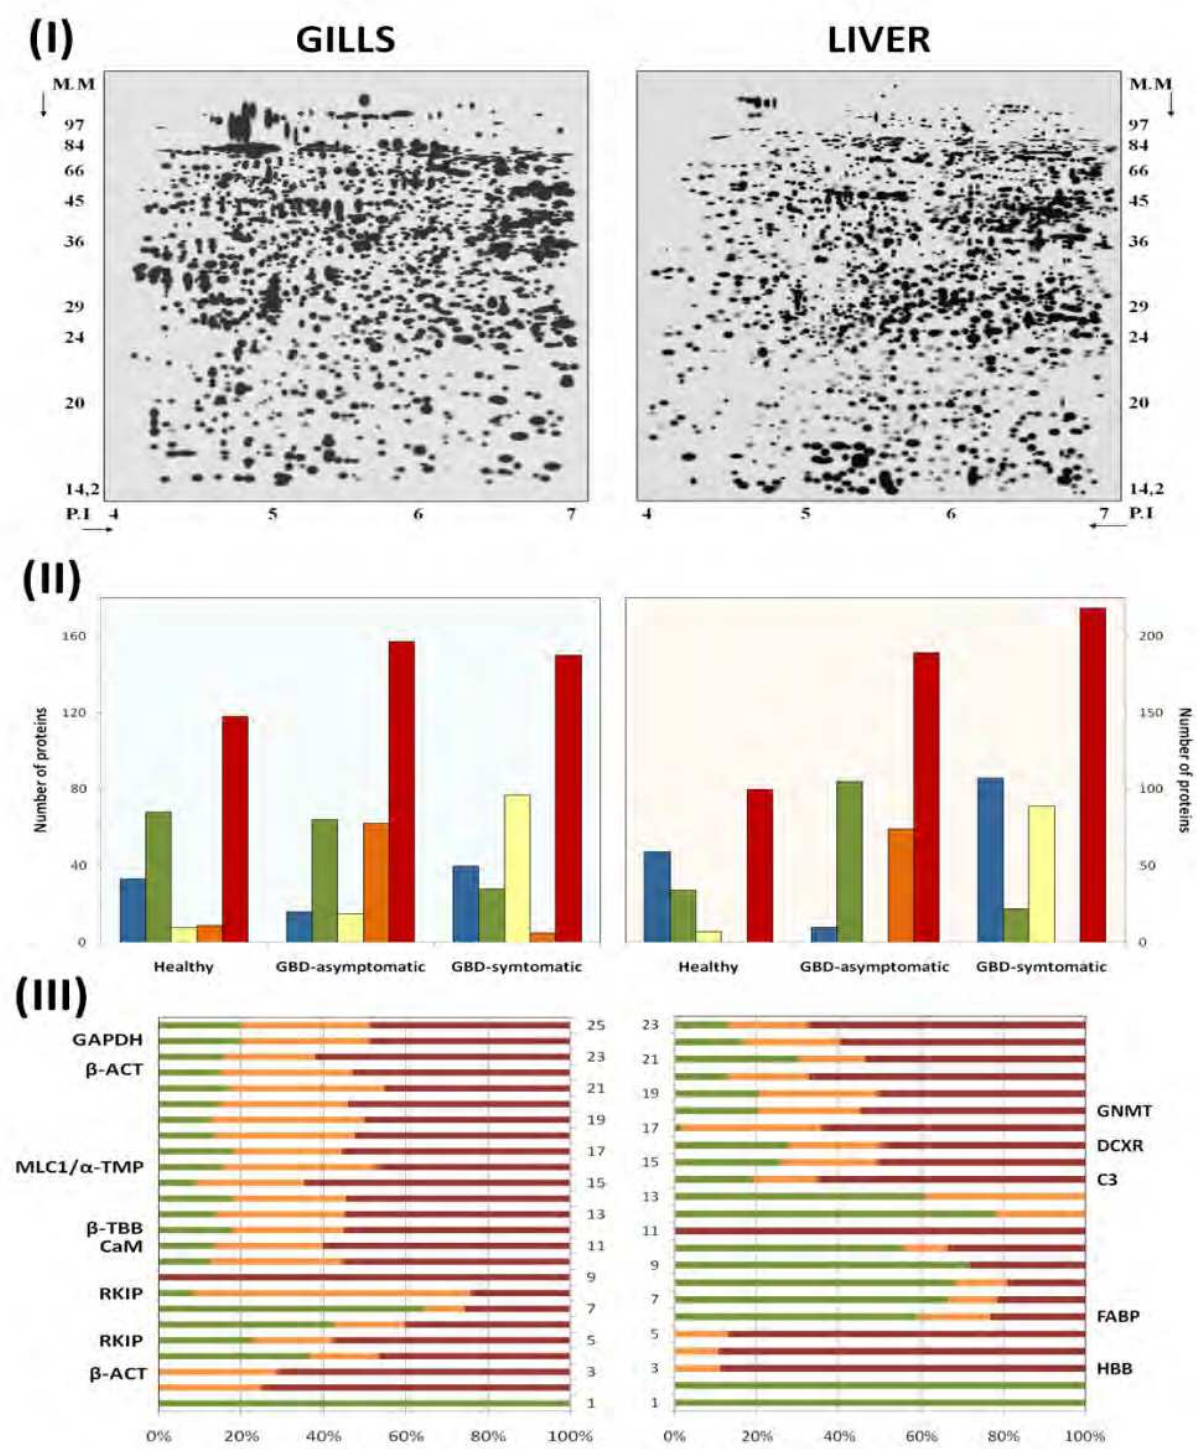 (I)
GILLS
LIVER
M.M
97
84
66
45
36
29
24
20
14,2
P.I
4
5
6
7
M.M
97
84
66
45
36
29
24
20
14,2
4
5
6
7
P.I
(II)
Number of proteins
160
120
80
40
0
Healthy
GBD-asymptomatic
GBD-symtomatic
200
150
100
50
0
Number of proteins
Healthy
GBD-asymptomatic
GBD-symtomatic
(III)
GAPDH
β-ACT
MLC1/α-TMP
β-TBB
CaM
RKIP
RKIP
β-ACT
25
23
21
19
17
15
13
11
9
7
5
3
1
0%
20%
40%
60%
80%
100%
23
21
19
17
15
13
11
9
7
5
3
1
GNMT
DCXR
C3
FABP
HBB
0%
20%
40%
60%
80%
100%